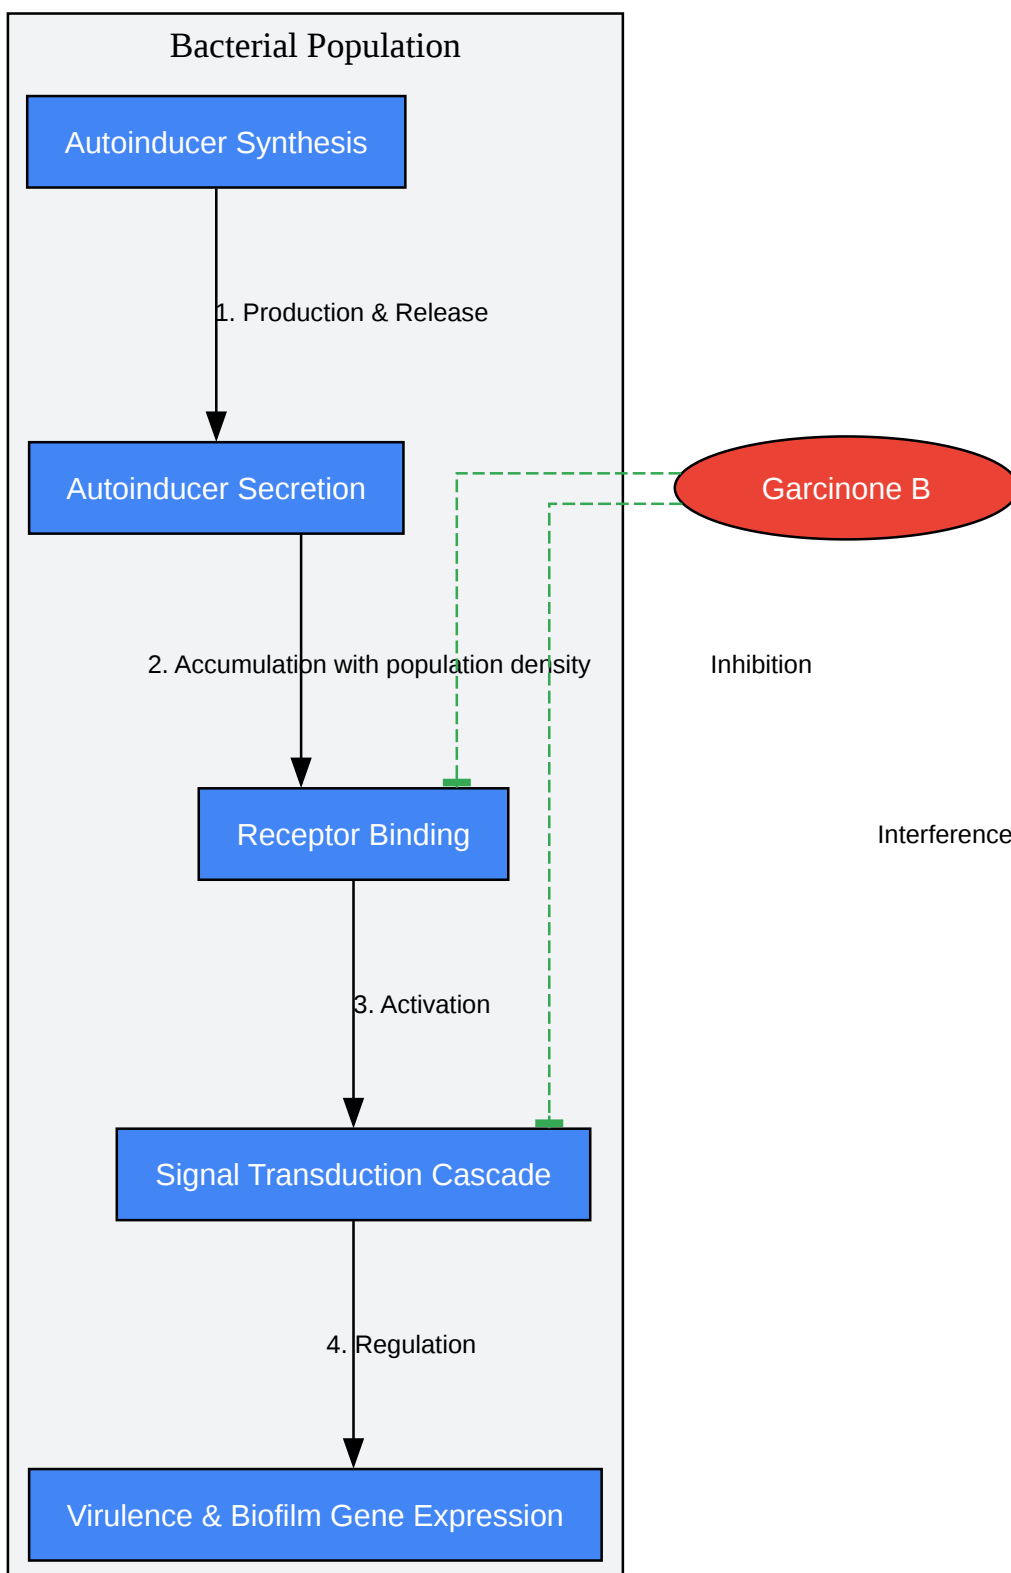 Bacterial Population
Autoinducer Synthesis
1. Production & Release
Autoinducer Secretion
Garcinone B
2. Accumulation with population density
Inhibition
Receptor Binding
Interference
3. Activation
Signal Transduction Cascade
4. Regulation
Virulence & Biofilm Gene Expression